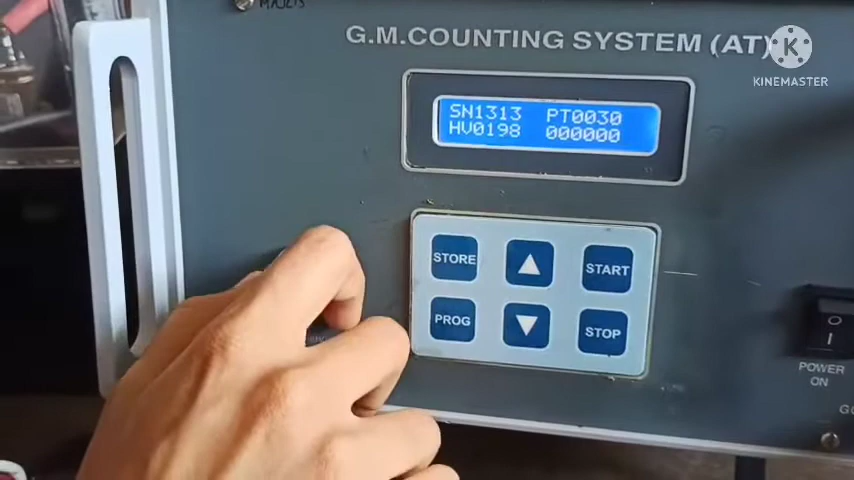 G.M.COUNTING SYSTEM (AT)
K
KINEMASTER
SN1313 PT0030
HV0198 000000
STORE
START
PROG
STOP
POWER
ON